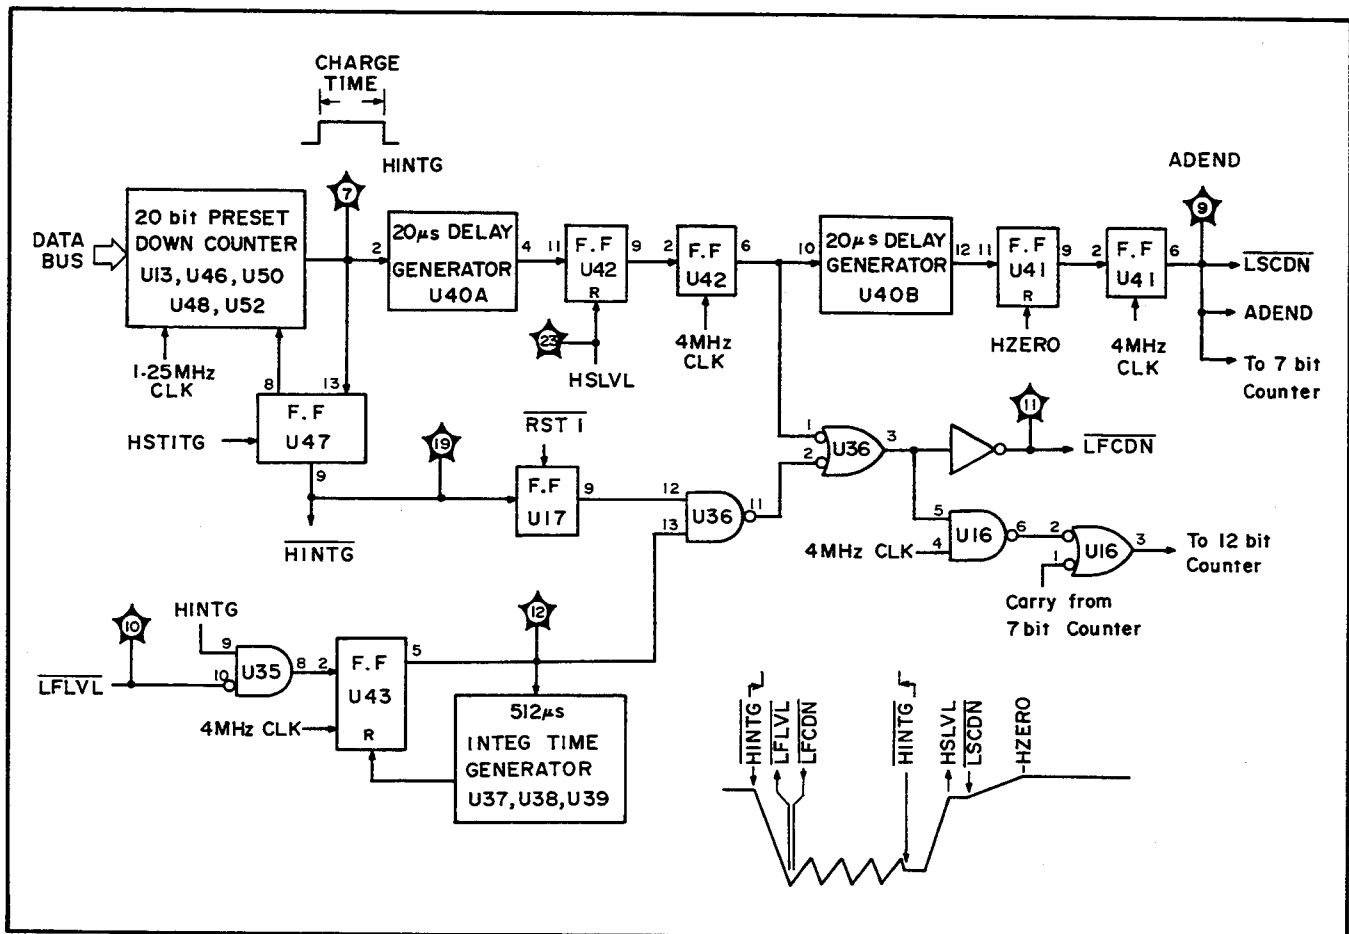 CHARGE
TIME
HINTG
7
20 bit PRESET
DOWN COUNTER
U13, U46, U50
U48, U52
DATA
BUS
1.25MHz
CLK
8
13
F.F
U47
HSTITG
9
HINTG
2
20µs DELAY
GENERATOR
U40A
4
11
F.F
U42
R
9
23
HSLVL
2
F.F
U42
6
4MHz
CLK
10
20µs DELAY
GENERATOR
U40B
12
11
F.F
U41
R
9
HZERO
2
F.F
U41
6
4MHz
CLK
ADEND
9
LSCDN
ADEND
To 7 bit
Counter
19
RST 1
F.F
U17
9
12
13
U36
11
1
2
U36
3
11
LFCDN
5
4
U16
6
4MHz CLK
2
1
U16
3
To 12 bit
Counter
Carry from
7 bit Counter
10
HINTG
9
LFLVL
10
U35
8
2
F.F
U43
R
5
4MHz CLK
12
512µs
INTEG TIME
GENERATOR
U37, U38, U39
HINTG
LFLVL
LFCDN
HINTG
HSLVL
LSCDN
HZERO